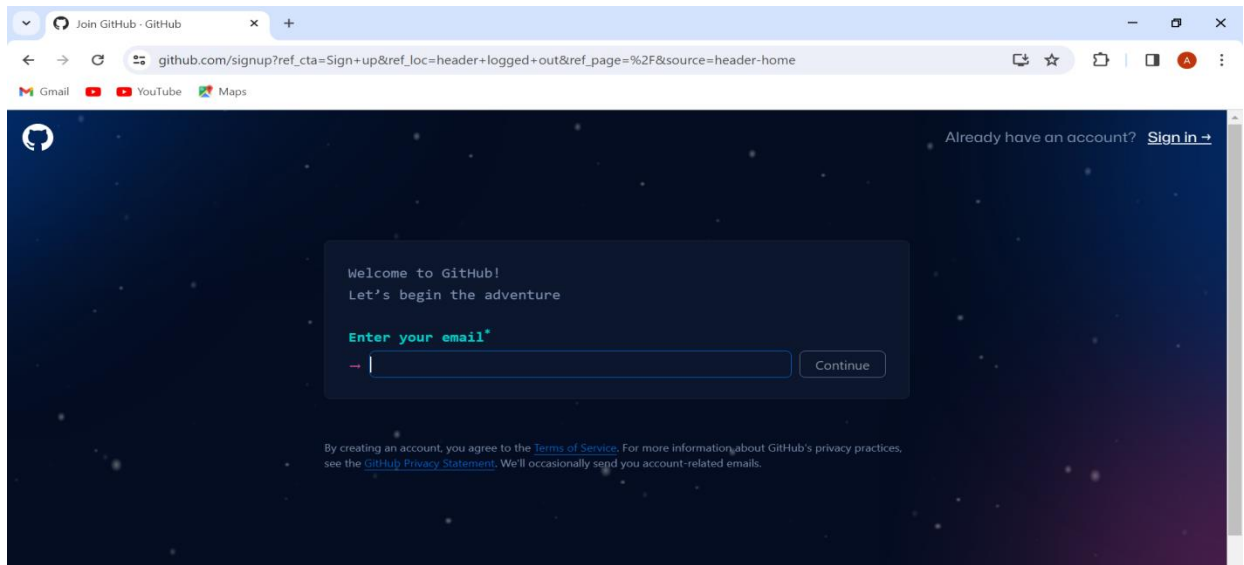 Join GitHub · GitHub
github.com/signup?ref_cta=Sign+up&ref_loc=header+logged+out&ref_page=%2F&source=header-home
A
Gmail YouTube Maps
Already have an account? Sign in →
Welcome to GitHub!
Let's begin the adventure
Enter your email*
→ Continue
By creating an account, you agree to the Terms of Service. For more information about GitHub's privacy practices,
see the GitHub Privacy Statement. We'll occasionally send you account-related emails.